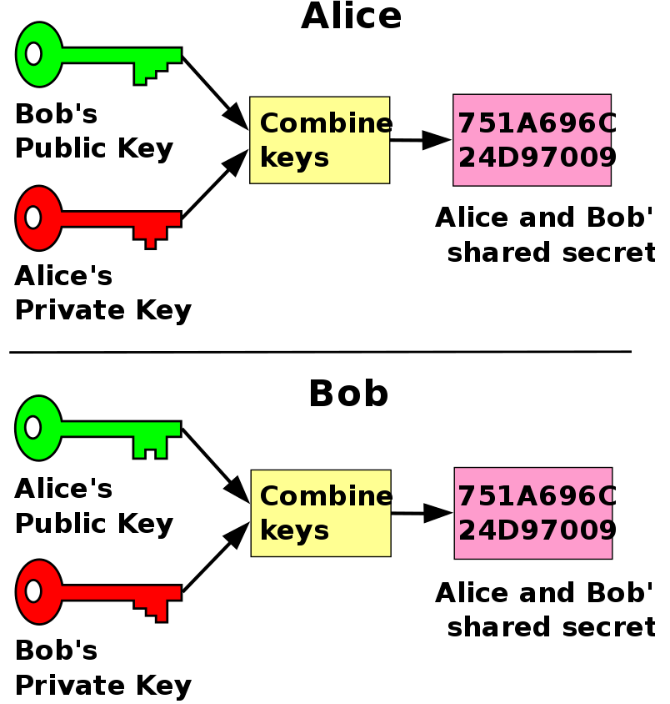 Alice
Bob's
Public Key
Combine
keys
751A696C
24D97009
Alice and Bob'
shared secret
Alice's
Private Key
Bob
Alice's
Public Key
Combine
keys
751A696C
24D97009
Alice and Bob'
shared secret
Bob's
Private Key